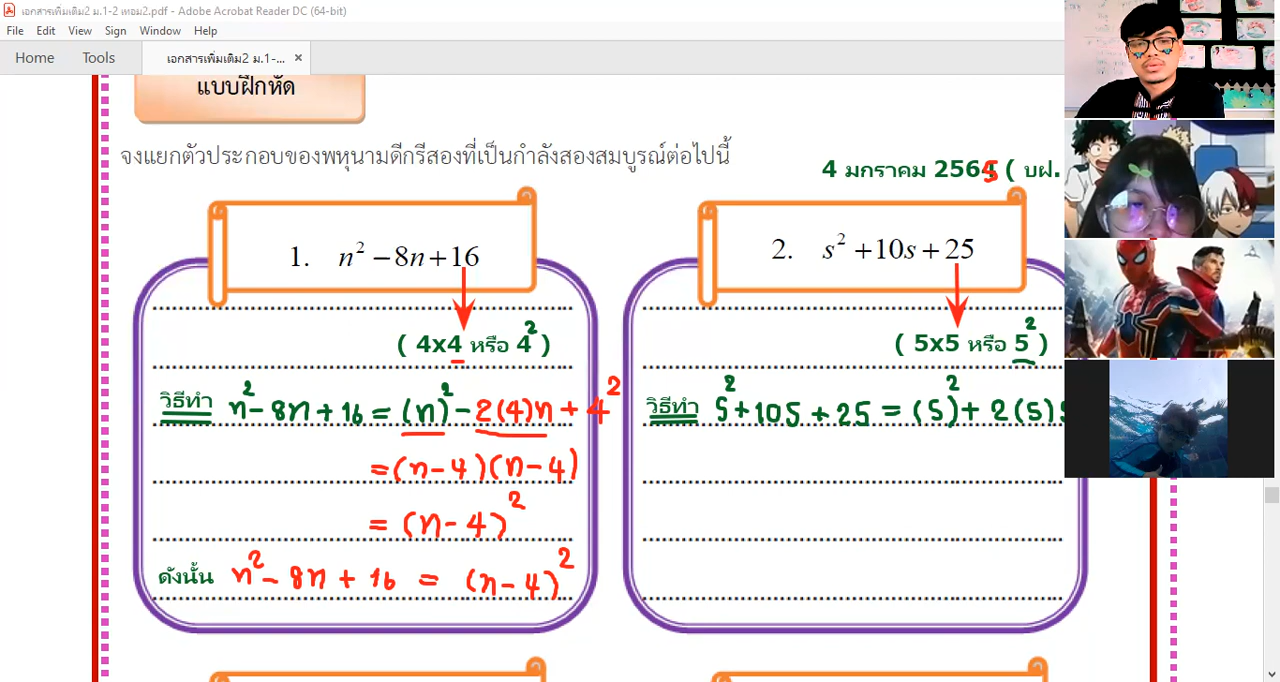 เอกสารเพิ่มเติม2 ม.1-2 เทอม2.pdf - Adobe Acrobat Reader DC (64-bit)
File Edit View Sign Window Help
Home Tools เอกสารเพิ่มเติม2 ม.1-... ×
แบบฝึกหัด
จงแยกตัวประกอบของพหุนามดีกรีสองที่เป็นกำลังสองสมบูรณ์ต่อไปนี้
4 มกราคม 2565 ( บฝ.
1. n² − 8n + 16
( 4x4 หรือ 4² )
วิธีทำ n² - 8n + 16 = (n)² - 2(4)n + 4²
= (n - 4)(n - 4)
= (n - 4)²
ดังนั้น n² - 8n + 16 = (n - 4)²
2. s² + 10s + 25
( 5x5 หรือ 5² )
วิธีทำ s² + 10s + 25 = (s)² + 2(5)